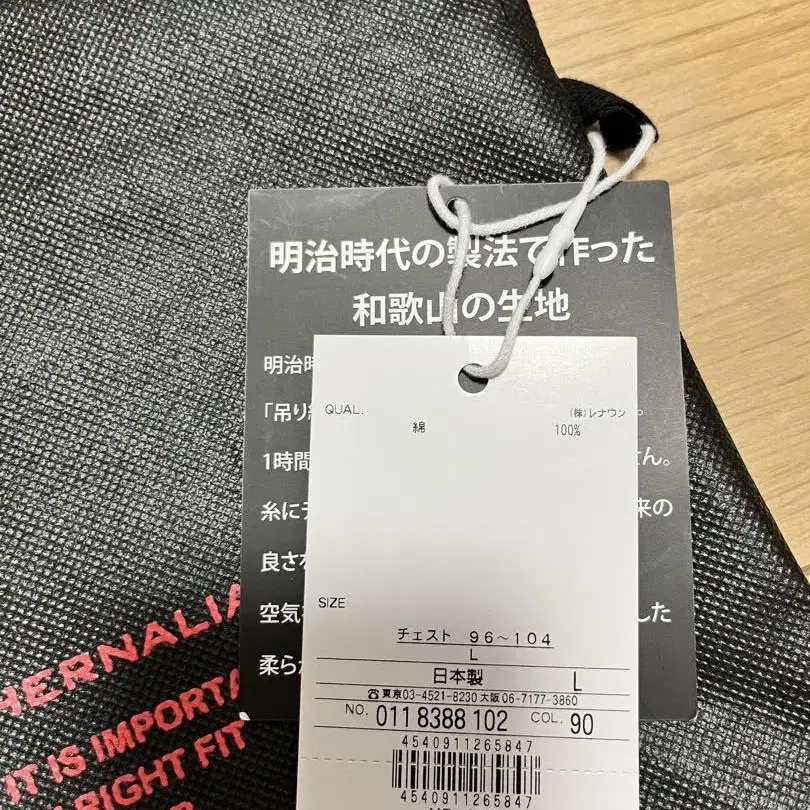 明治時代の製法で作った
和歌山の生地
明治時
「吊り
1時間
せん。
糸に
来の
良さ
空気
した
柔ら
QUAL.
(株)レナウン
綿 100%
SIZE
チェスト 96～104
L
日本製 L
☎東京03-4521-8230 大阪06-7177-3860
NO. 011 8388 102 COL. 90
4540911265847
4540911265847
HERNALIA
IT IS IMPORTA
RIGHT FIT